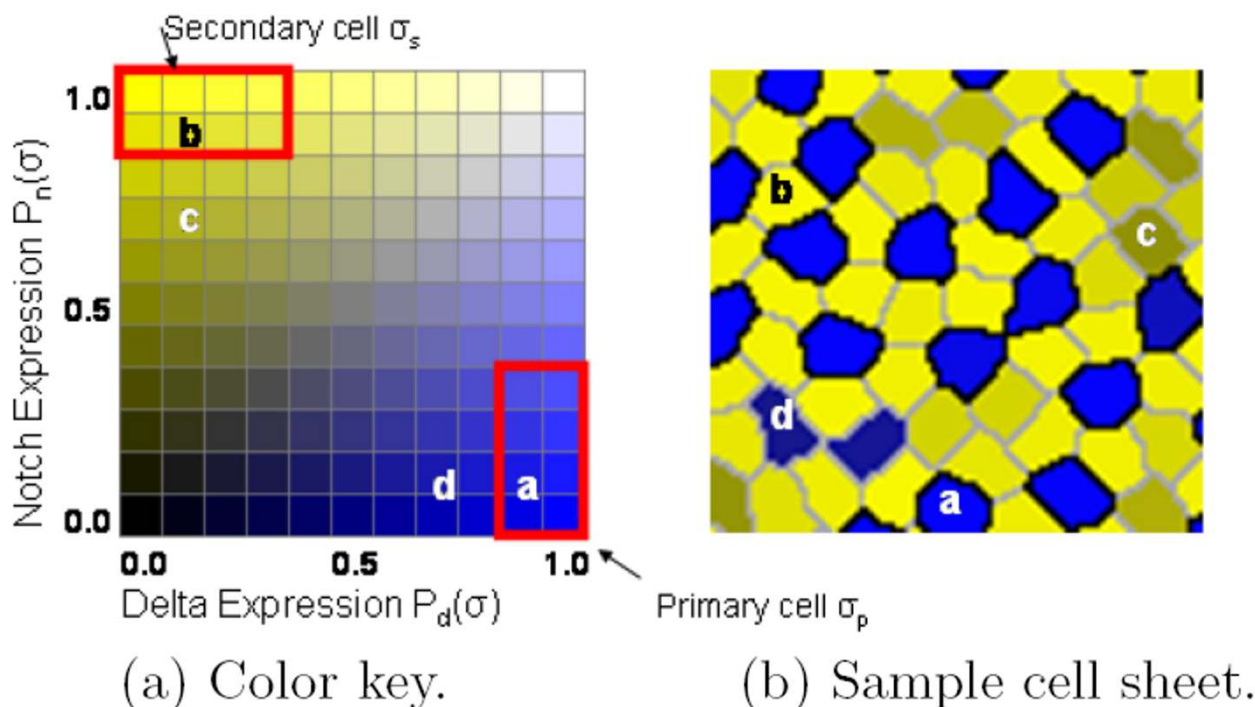 Secondary cell σs
1.0
b
c
0.5
d
a
0.0
0.0 0.5 1.0
Notch Expression Pn(σ)
Delta Expression Pd(σ)
b
c
d
a
Primary cell σp
(a) Color key.
(b) Sample cell sheet.